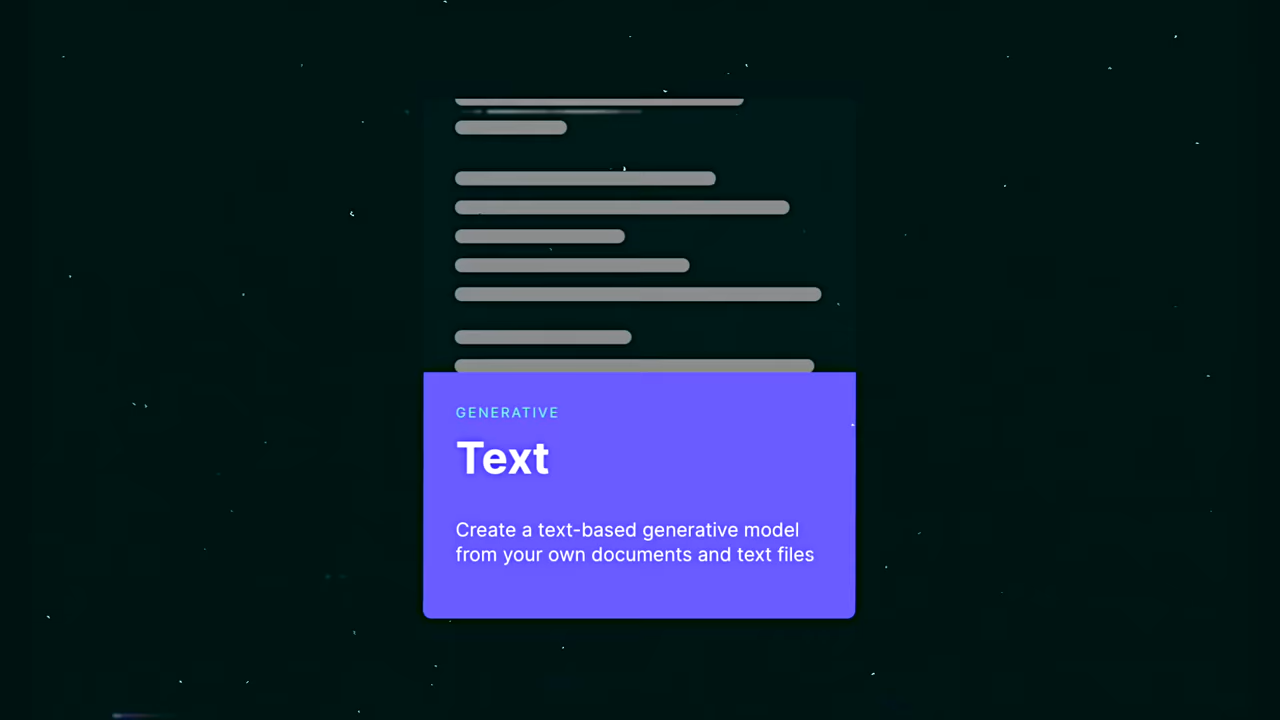 GENERATIVE
Text
Create a text-based generative model
from your own documents and text files